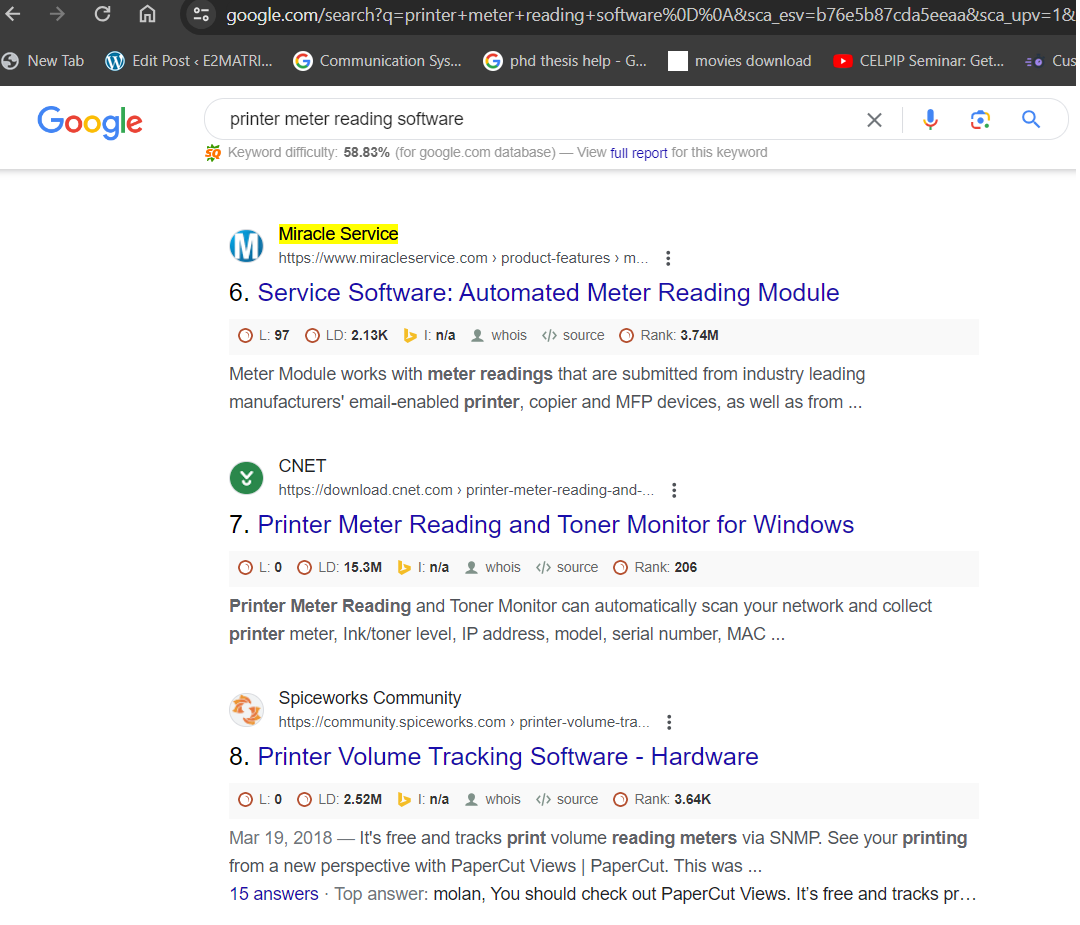 google.com/search?q=printer+meter+reading+software%0D%0A&sca_esv=b76e5b87cda5eeaa&sca_upv=1&
New Tab Edit Post ‹ E2MATRI... Communication Sys... phd thesis help - G... movies download CELPIP Seminar: Get... Cus
Google printer meter reading software
SQ Keyword difficulty: 58.83% (for google.com database) — View full report for this keyword
M Miracle Service
https://www.miracleservice.com › product-features › m...
6. Service Software: Automated Meter Reading Module
L: 97 LD: 2.13K I: n/a whois </> source Rank: 3.74M
Meter Module works with meter readings that are submitted from industry leading
manufacturers' email-enabled printer, copier and MFP devices, as well as from ...
CNET
https://download.cnet.com › printer-meter-reading-and-...
7. Printer Meter Reading and Toner Monitor for Windows
L: 0 LD: 15.3M I: n/a whois </> source Rank: 206
Printer Meter Reading and Toner Monitor can automatically scan your network and collect
printer meter, Ink/toner level, IP address, model, serial number, MAC ...
Spiceworks Community
https://community.spiceworks.com › printer-volume-tra...
8. Printer Volume Tracking Software - Hardware
L: 0 LD: 2.52M I: n/a whois </> source Rank: 3.64K
Mar 19, 2018 — It's free and tracks print volume reading meters via SNMP. See your printing
from a new perspective with PaperCut Views | PaperCut. This was ...
15 answers · Top answer: molan, You should check out PaperCut Views. It's free and tracks pr…